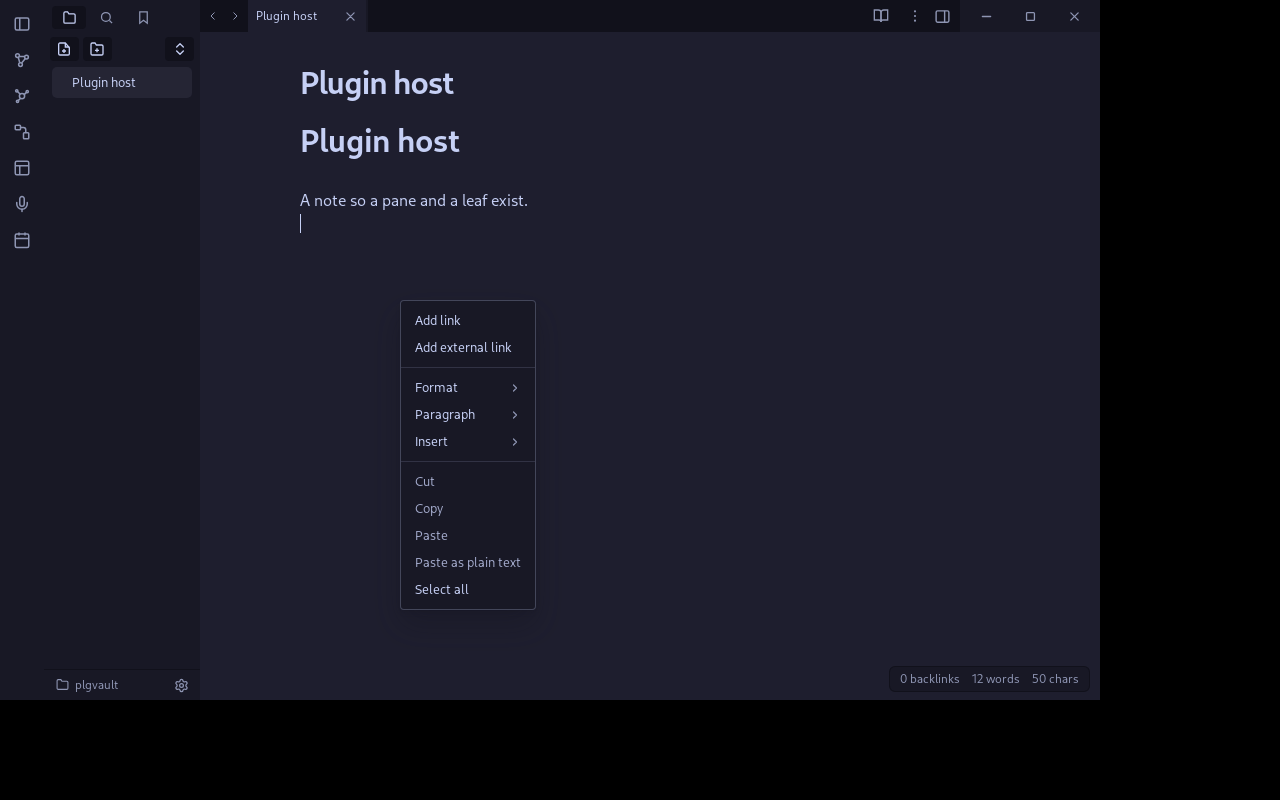 Plugin host
Plugin host
Plugin host
Plugin host
A note so a pane and a leaf exist.
Add link
Add external link
Format
Paragraph
Insert
Cut
Copy
Paste
Paste as plain text
Select all
plgvault
0 backlinks 12 words 50 chars